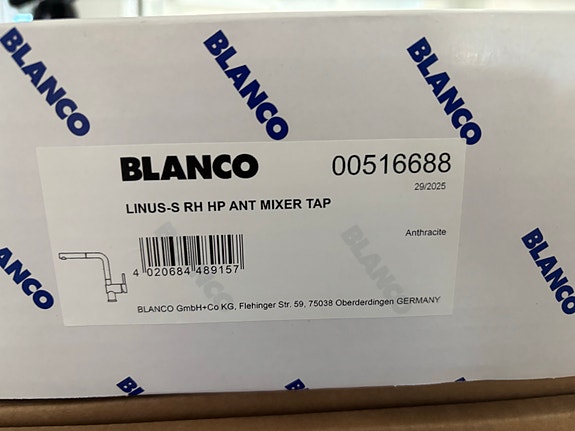 BLANCO
BLANCO
BLANCO
BLANCO 00516688
29/2025
LINUS-S RH HP ANT MIXER TAP
Anthracite
BLANCO
BLANCO
4 020684 489157
BLANCO GmbH+Co KG, Flehinger Str. 59, 75038 Oberderdingen GERMANY
BLANCO
BLANCO